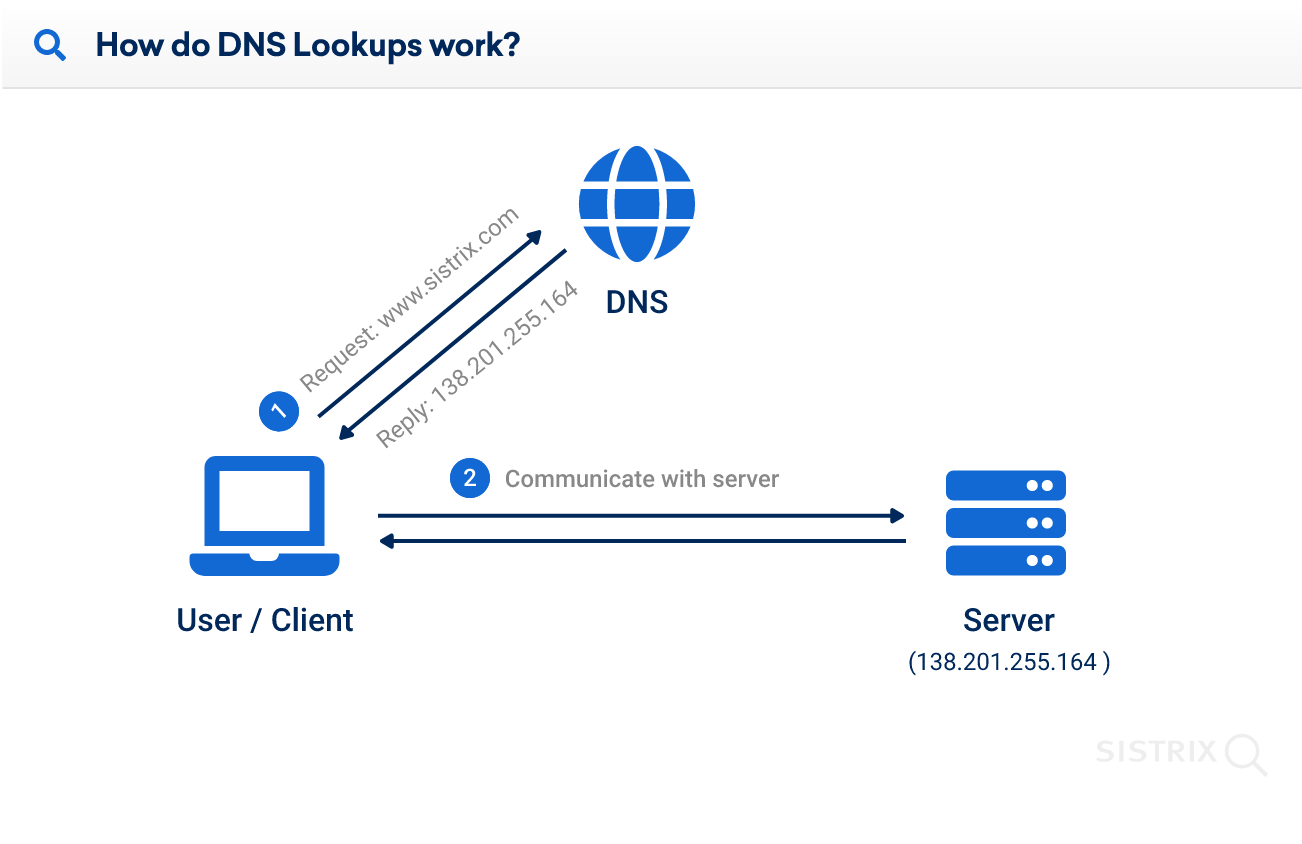 How do DNS Lookups work?
DNS
Request: www.sistrix.com
Reply: 138.201.255.164
1
2 Communicate with server
User / Client
Server
(138.201.255.164 )
SISTRIX